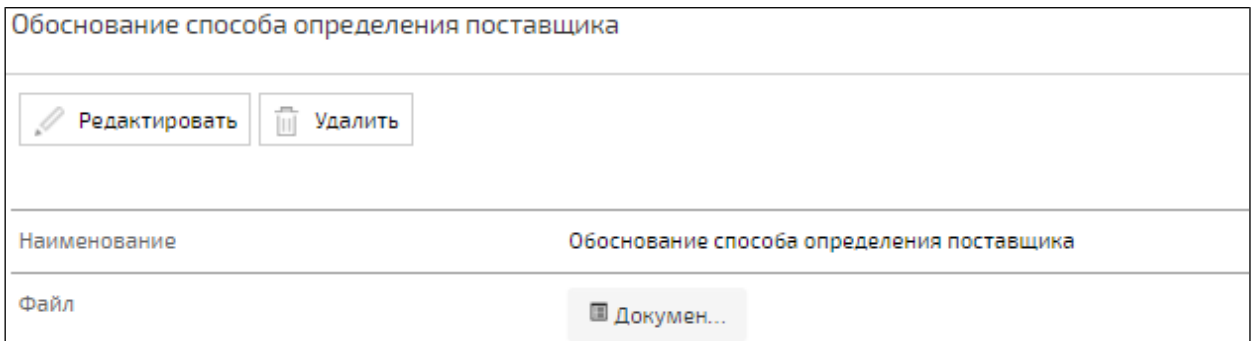 Обоснование способа определения поставщика
Редактировать Удалить
Наименование Обоснование способа определения поставщика
Файл Докумен...